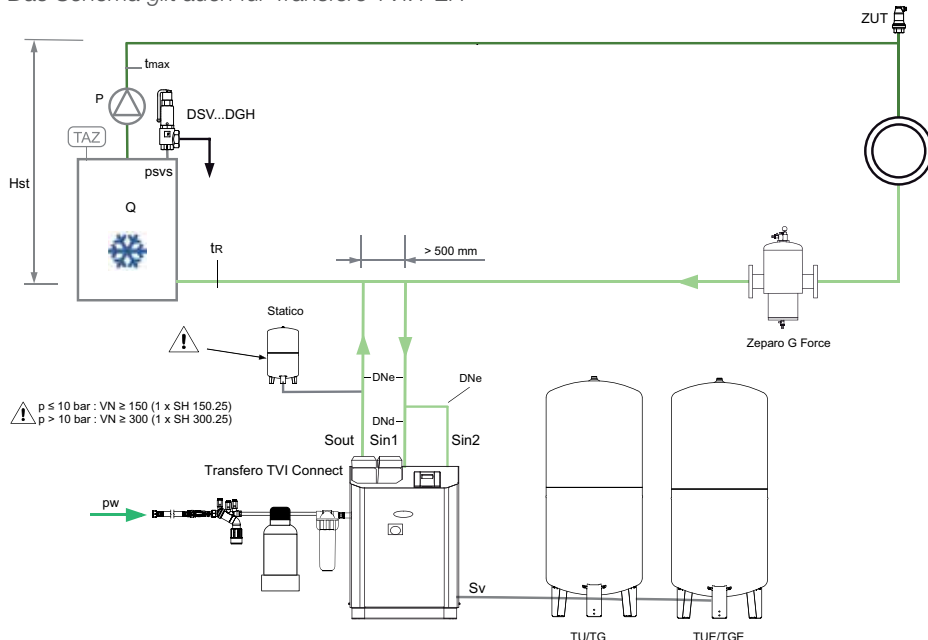 ZUT
tmax
P
DSV...DGH
TAZ
psvs
Hst
Q
tR
> 500 mm
Statico
Zeparo G Force
DNe
DNe
p ≤ 10 bar : VN ≥ 150 (1 x SH 150.25)
p > 10 bar : VN ≥ 300 (1 x SH 300.25)
DNd
Sout Sin1 Sin2
Transfero TVI Connect
pw
Sv
TU/TG
TUE/TGE